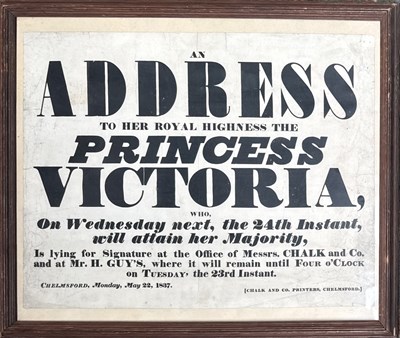 AN
ADDRESS
TO HER ROYAL HIGHNESS THE
PRINCESS
VICTORIA,
WHO,
On Wednesday next, the 24th Instant,
will attain her Majority,
Is lying for Signature at the Office of Messrs. CHALK and Co.
and at Mr. H. GUY'S, where it will remain until FOUR O'CLOCK
on TUESDAY, the 23rd Instant.
CHELMSFORD, Monday, May 22, 1837.
[CHALK AND CO. PRINTERS, CHELMSFORD.]